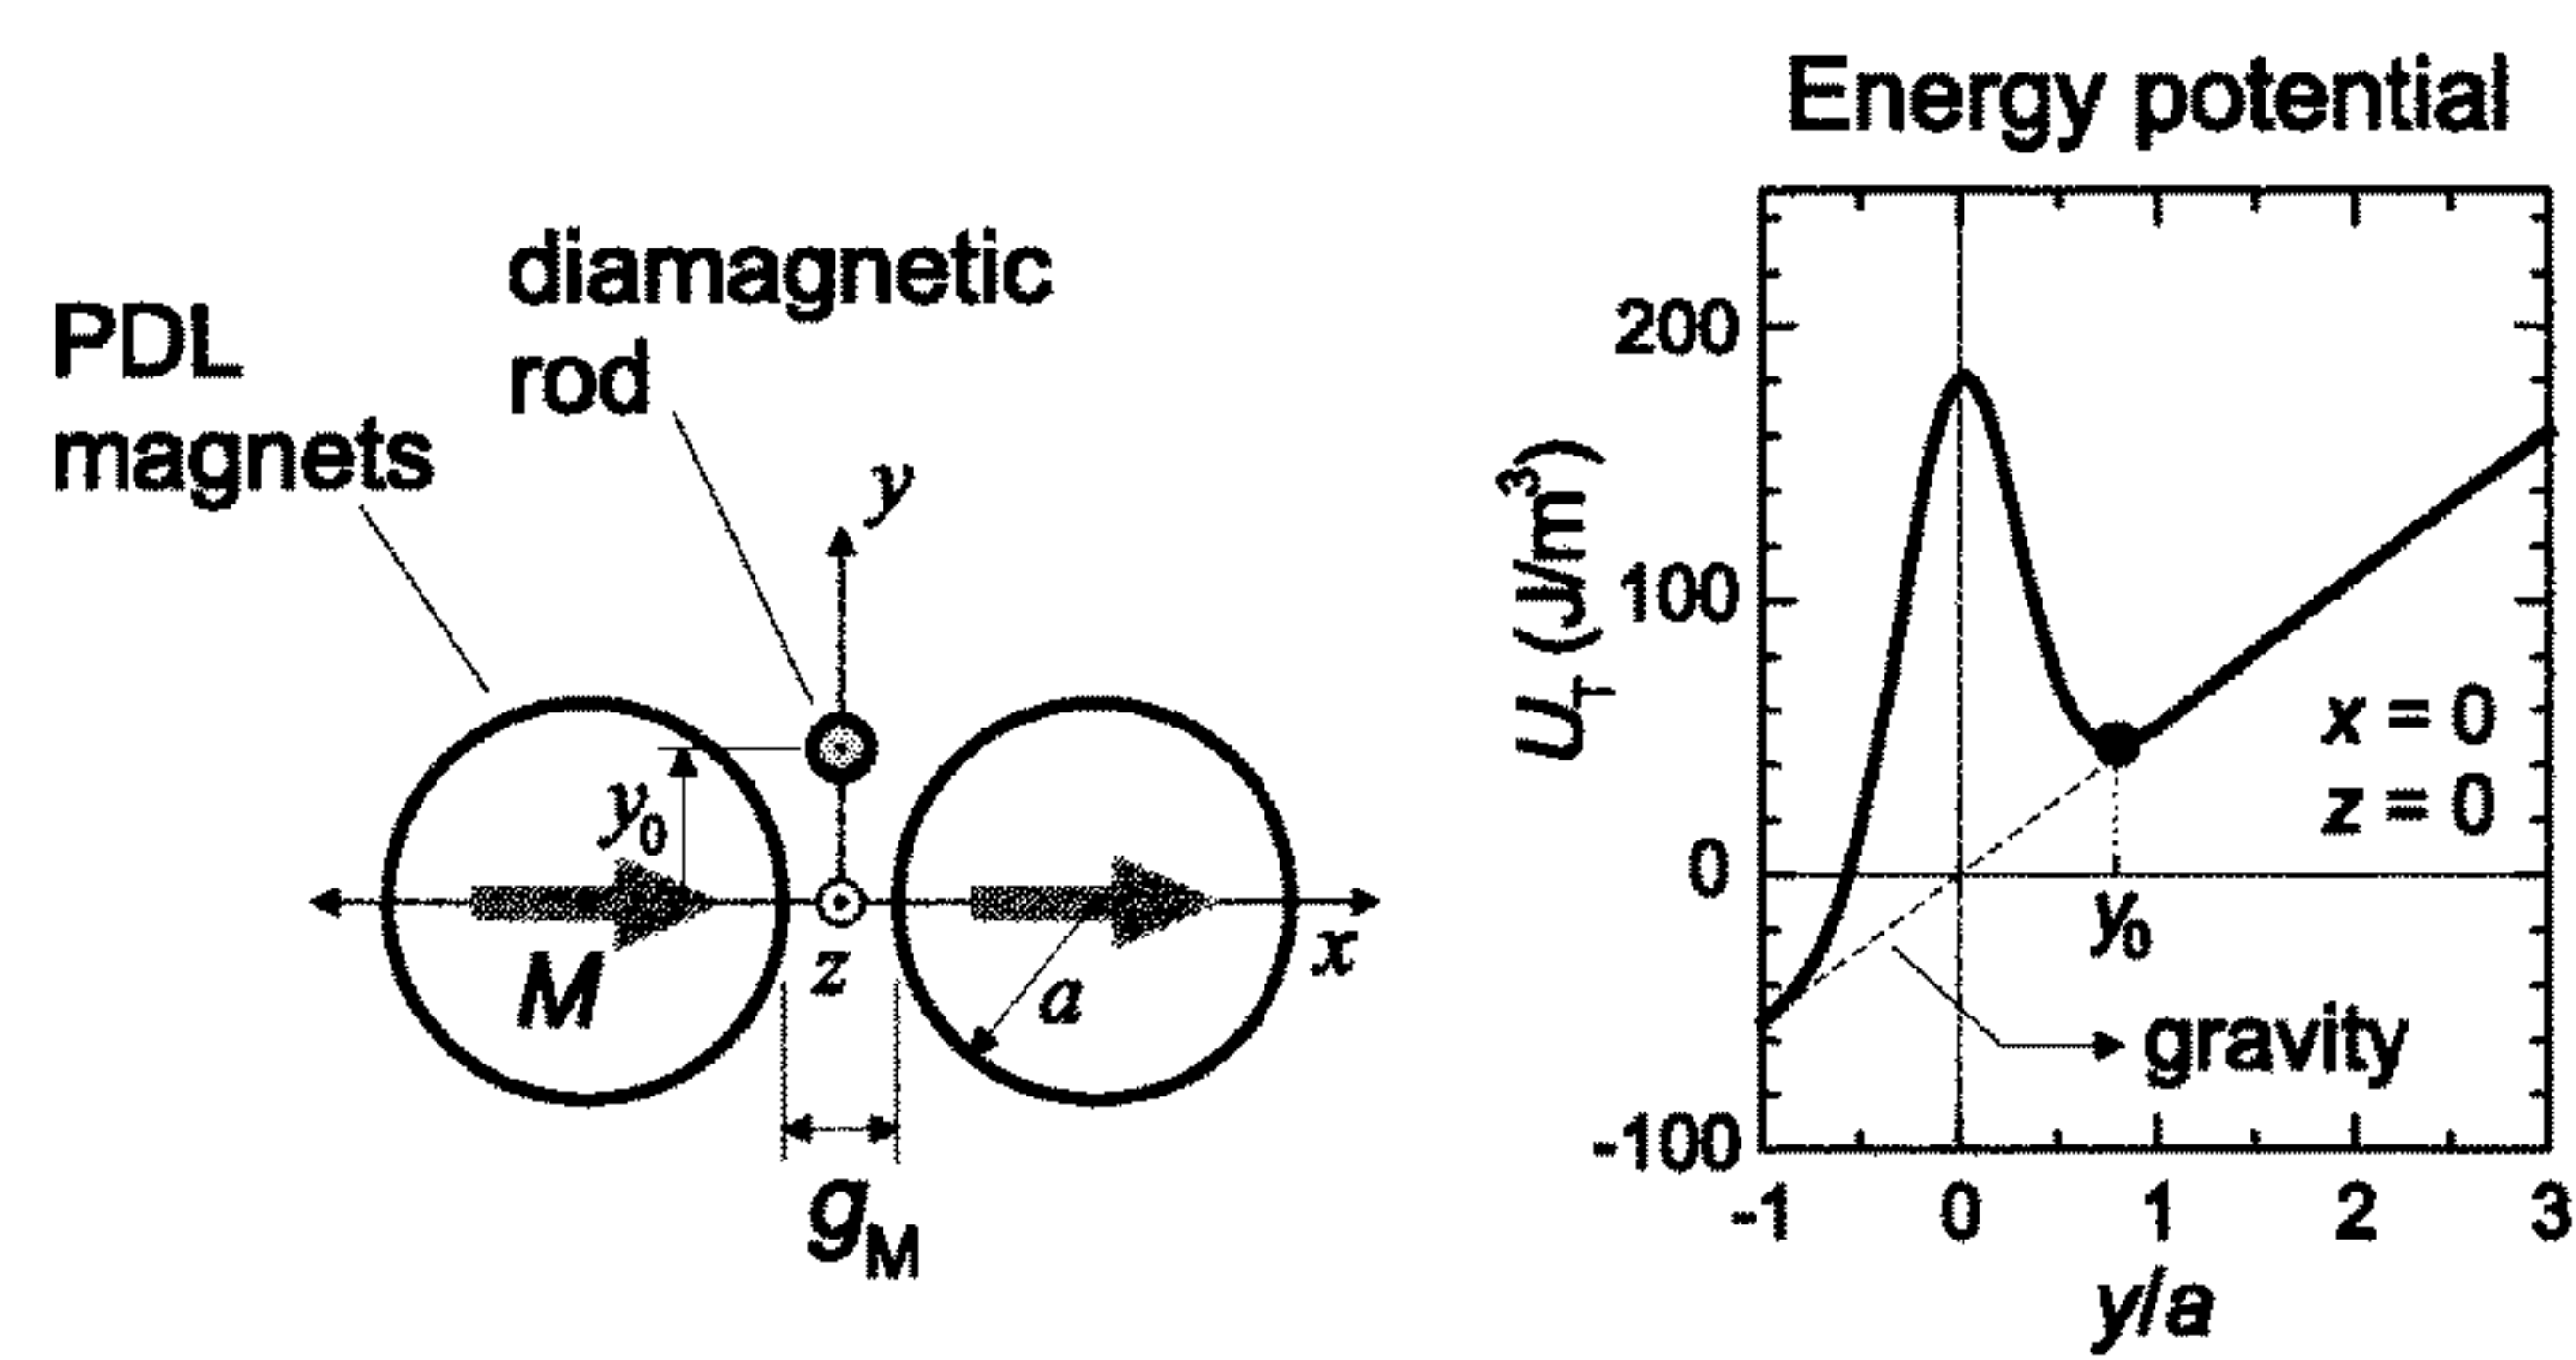 PDL
magnets
diamagnetic
rod
y
y0
M
z
a
x
gM
Energy potential
UT (J/m3)
200
100
0
-100
x = 0
z = 0
y0
gravity
-1 0 1 2 3
y/a